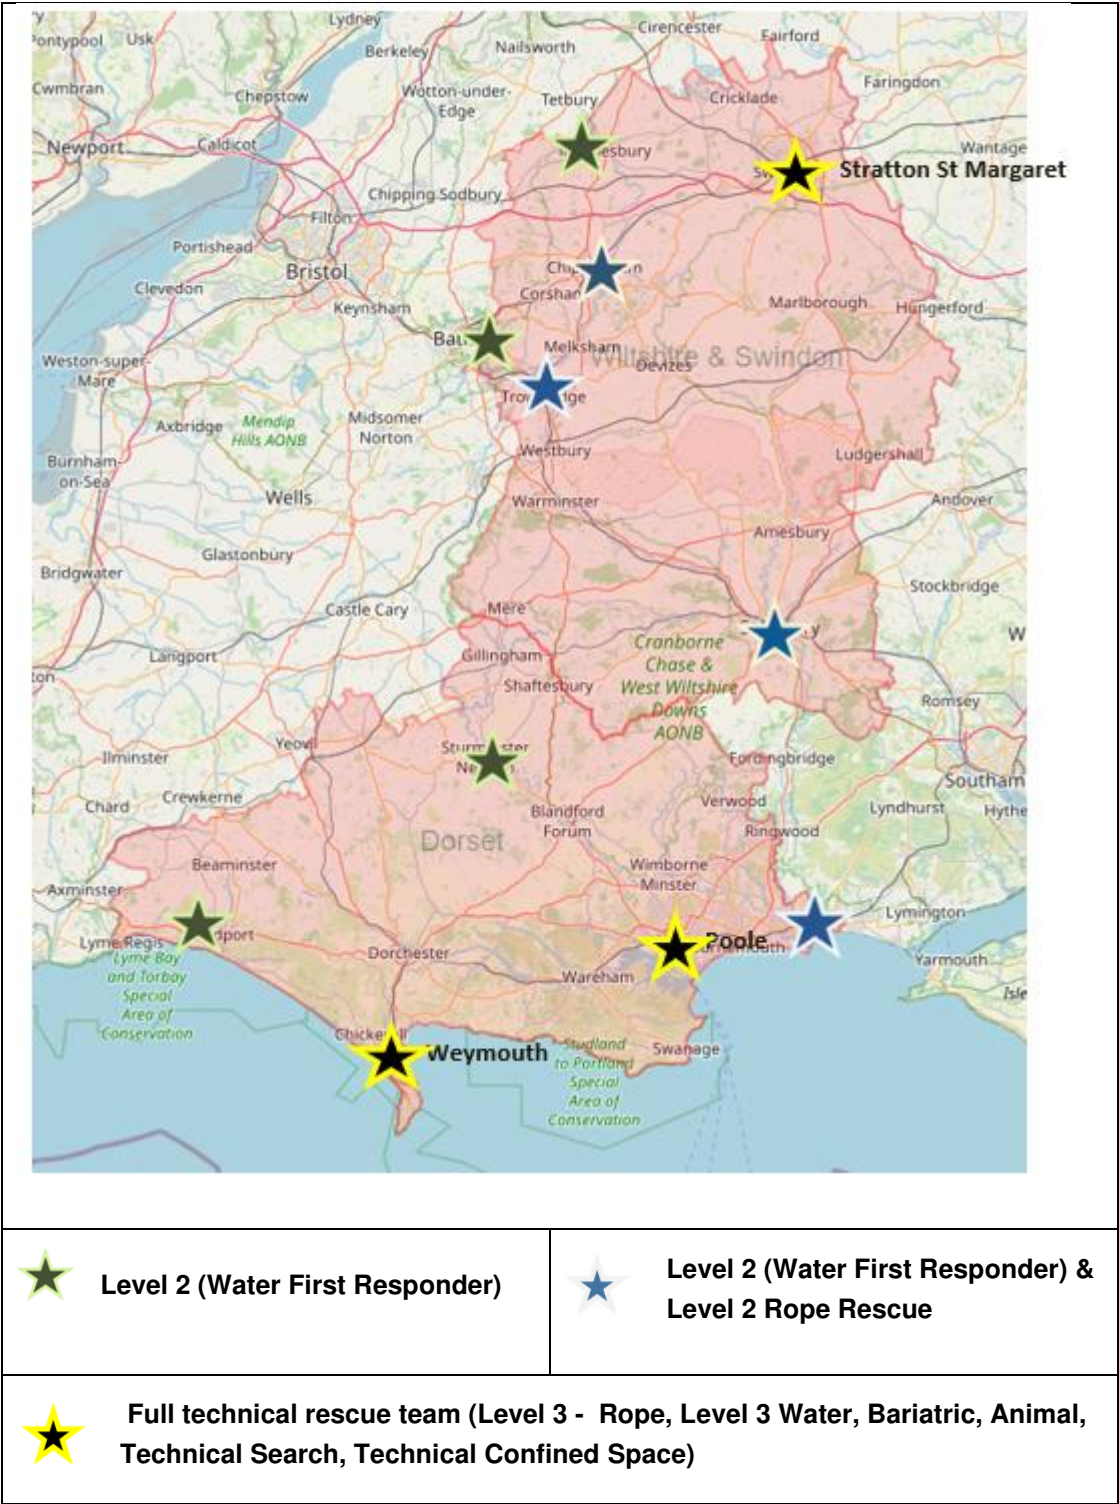 Lydney
Cirencester
Fairford
Pontypool
Usk
Berkeley
Nailsworth
Faringdon
Cwmbran
Chepstow
Wotton-under-
Edge
Tetbury
Cricklade
Newport
Caldicot
esbury
Wantage
Stratton St Margaret
Chipping Sodbury
Filton
Portishead
Bristol
Clevedon
Corsham
Keynsham
Marlborough
Hungerford
Weston-super-
Mare
Melksham
Wiltshire & Swindon
Devizes
Axbridge
Mendip
Hills AONB
Midsomer
Norton
Westbury
Ludgershall
Burnham-
on-Sea
Wells
Warminster
Andover
Amesbury
Glastonbury
Bridgwater
Stockbridge
Castle Cary
Mere
Langport
Gillingham
Cranborne
Chase &
West Wiltshire
Downs
AONB
Shaftesbury
Romsey
ton
Ilminster
Yeovil
Fordingbridge
Southam
Chard
Crewkerne
Blandford
Forum
Verwood
Lyndhurst
Hythe
Dorset
Ringwood
Beaminster
Wimborne
Minster
Axminster
Lymington
Lyme Regis
dport
Poole
Lyme Bay
and Torbay
Special
Area of
Conservation
Dorchester
Wareham
Yarmouth
Isle
Weymouth
Studland
to Portland
Special
Area of
Conservation
Swanage
Level 2 (Water First Responder)
Level 2 (Water First Responder) &
Level 2 Rope Rescue
Full technical rescue team (Level 3 - Rope, Level 3 Water, Bariatric, Animal,
Technical Search, Technical Confined Space)